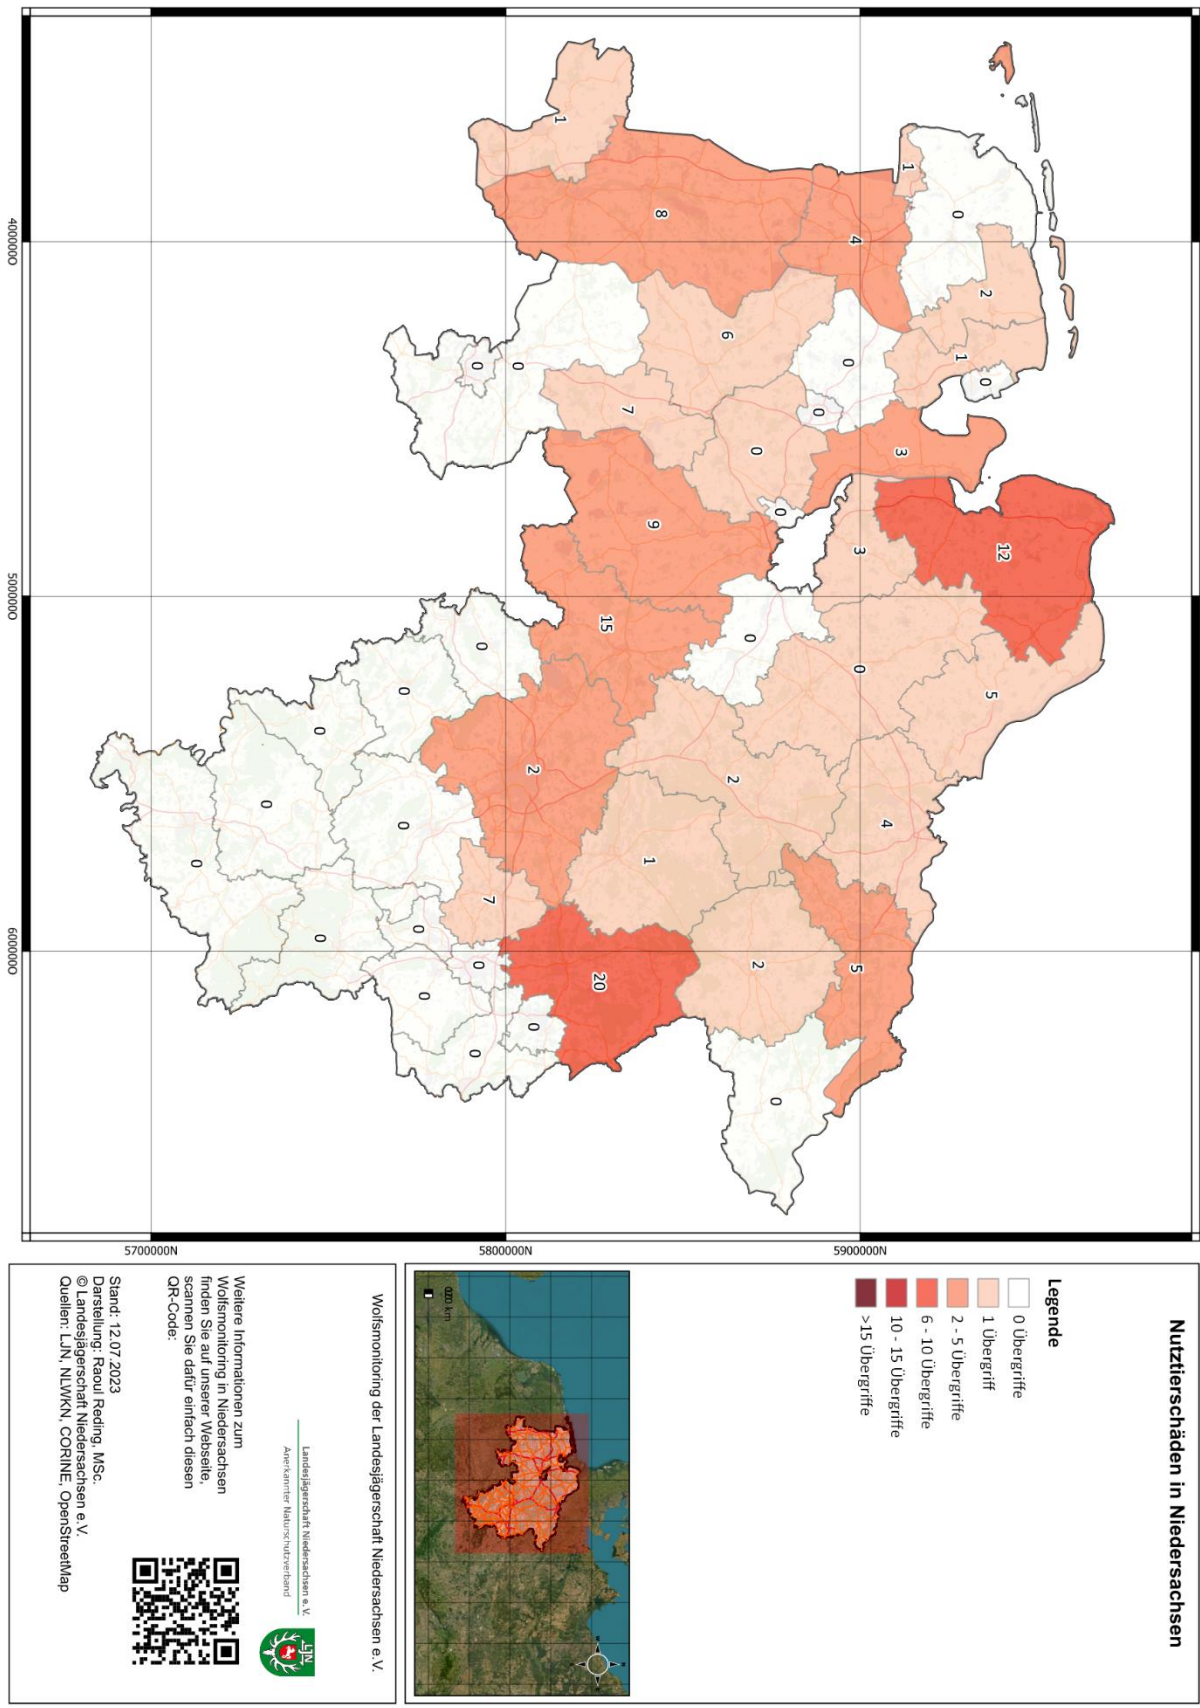 12
5
2
0
1
0
1
3
4
0
3
4
5
0
0
0
0
0
2
0
2
6
8
9
1
7
15
20
1
2
0
0
7
0
0
0
0
0
0
0
0
0
0
0
0
5900000N
5800000N
5700000N
4000000
5000000
6000000
Nutztierschäden in Niedersachsen
Legende
0 Übergriffe
1 Übergriff
2 - 5 Übergriffe
6 - 10 Übergriffe
10 - 15 Übergriffe
>15 Übergriffe
Wolfsmonitoring der Landesjägerschaft Niedersachsen e.V.
Landesjägerschaft Niedersachsen e. V.
Anerkannter Naturschutzverband
LJN
Weitere Informationen zum
Wolfsmonitoring in Niedersachsen
finden Sie auf unserer Webseite,
scannen Sie dafür einfach diesen
QR-Code:
Stand: 12.07.2023
Darstellung: Raoul Reding, MSc.
© Landesjägerschaft Niedersachsen e.V.
Quellen: LJN, NLWKN, CORINE, OpenStreetMap